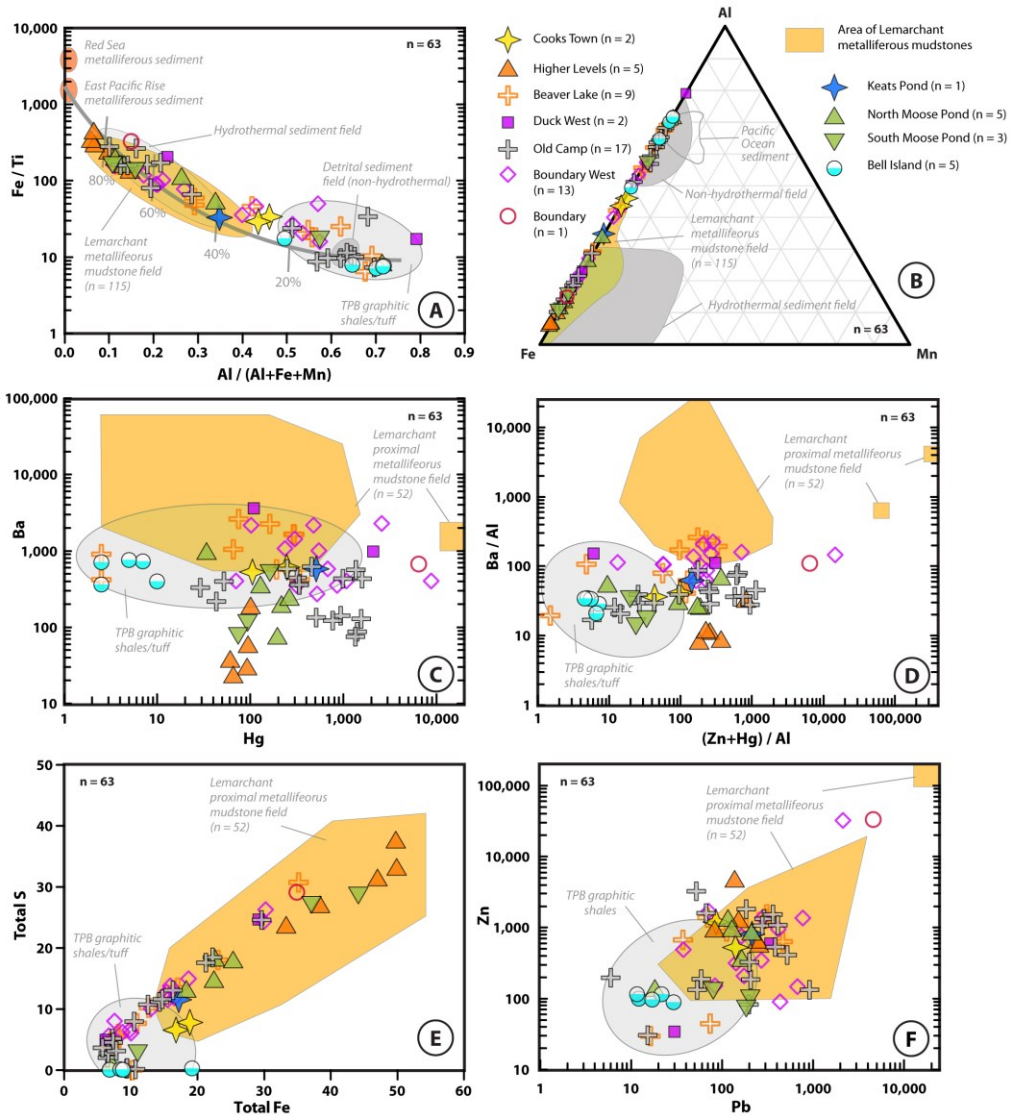 10,000
1,000
100
10
1
Fe / Ti
0.0
0.1
0.2
0.3
0.4
0.5
0.6
0.7
0.8
0.9
Al / (Al+Fe+Mn)
n = 63
Red Sea
metalliferous sediment
East Pacific Rise
metalliferous sediment
Hydrothermal sediment field
Detrital sediment
field (non-hydrothermal)
80%
60%
40%
20%
Lemarchant
metalliferous
mudstone field
(n = 115)
TPB graphitic
shales/tuff
A
Al
Fe
Mn
Pacific
Ocean
sediment
Non-hydrothermal field
Lemarchant
metalliferous
mudstone field
(n = 115)
Hydrothermal sediment field
n = 63
B
Cooks Town (n = 2)
Higher Levels (n = 5)
Beaver Lake (n = 9)
Duck West (n = 2)
Old Camp (n = 17)
Boundary West
(n = 13)
Boundary
(n = 1)
Area of Lemarchant
metalliferous mudstones
Keats Pond (n = 1)
North Moose Pond (n = 5)
South Moose Pond (n = 3)
Bell Island (n = 5)
100,000
10,000
1,000
100
10
Ba
1
10
100
1,000
10,000
Hg
n = 63
Lemarchant
proximal
metallifeorus
mudstone field
(n = 52)
TPB graphitic
shales/tuff
C
10,000
1,000
100
10
1
Ba / Al
1
10
100
1,000
10,000
100,000
(Zn+Hg) / Al
n = 63
Lemarchant proximal
metallifeorus
mudstone field
(n = 52)
TPB graphitic
shales/tuff
D
50
40
30
20
10
0
Total S
0
10
20
30
40
50
60
Total Fe
n = 63
Lemarchant
proximal metallifeorus
mudstone field
(n = 52)
TPB graphitic
shales/tuff
E
100,000
10,000
1,000
100
10
Zn
1
10
100
1,000
10,000
Pb
n = 63
Lemarchant
proximal metallifeorus
mudstone field
(n = 52)
TPB graphitic
shales
F